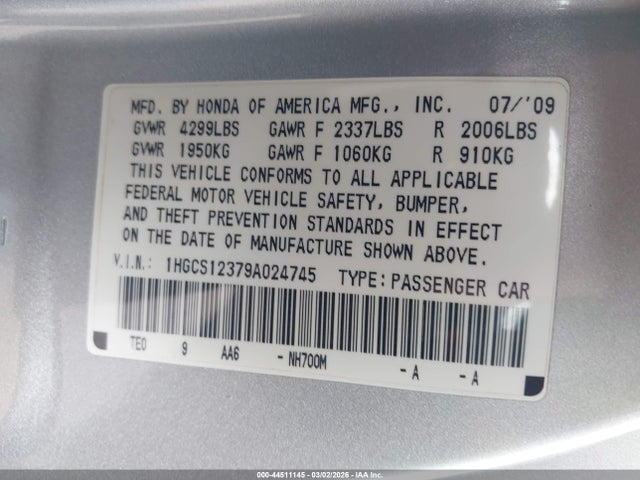 MFD. BY HONDA OF AMERICA MFG., INC. 07/'09
GVWR 4299LBS GAWR F 2337LBS R 2006LBS
GVWR 1950KG GAWR F 1060KG R 910KG
THIS VEHICLE CONFORMS TO ALL APPLICABLE
FEDERAL MOTOR VEHICLE SAFETY, BUMPER,
AND THEFT PREVENTION STANDARDS IN EFFECT
ON THE DATE OF MANUFACTURE SHOWN ABOVE.
V.I.N.: 1HGCS12379A024745 TYPE: PASSENGER CAR
TE0 9 AA6 - NH700M - A - A
000-44511145 - 03/02/2026 - IAA Inc.